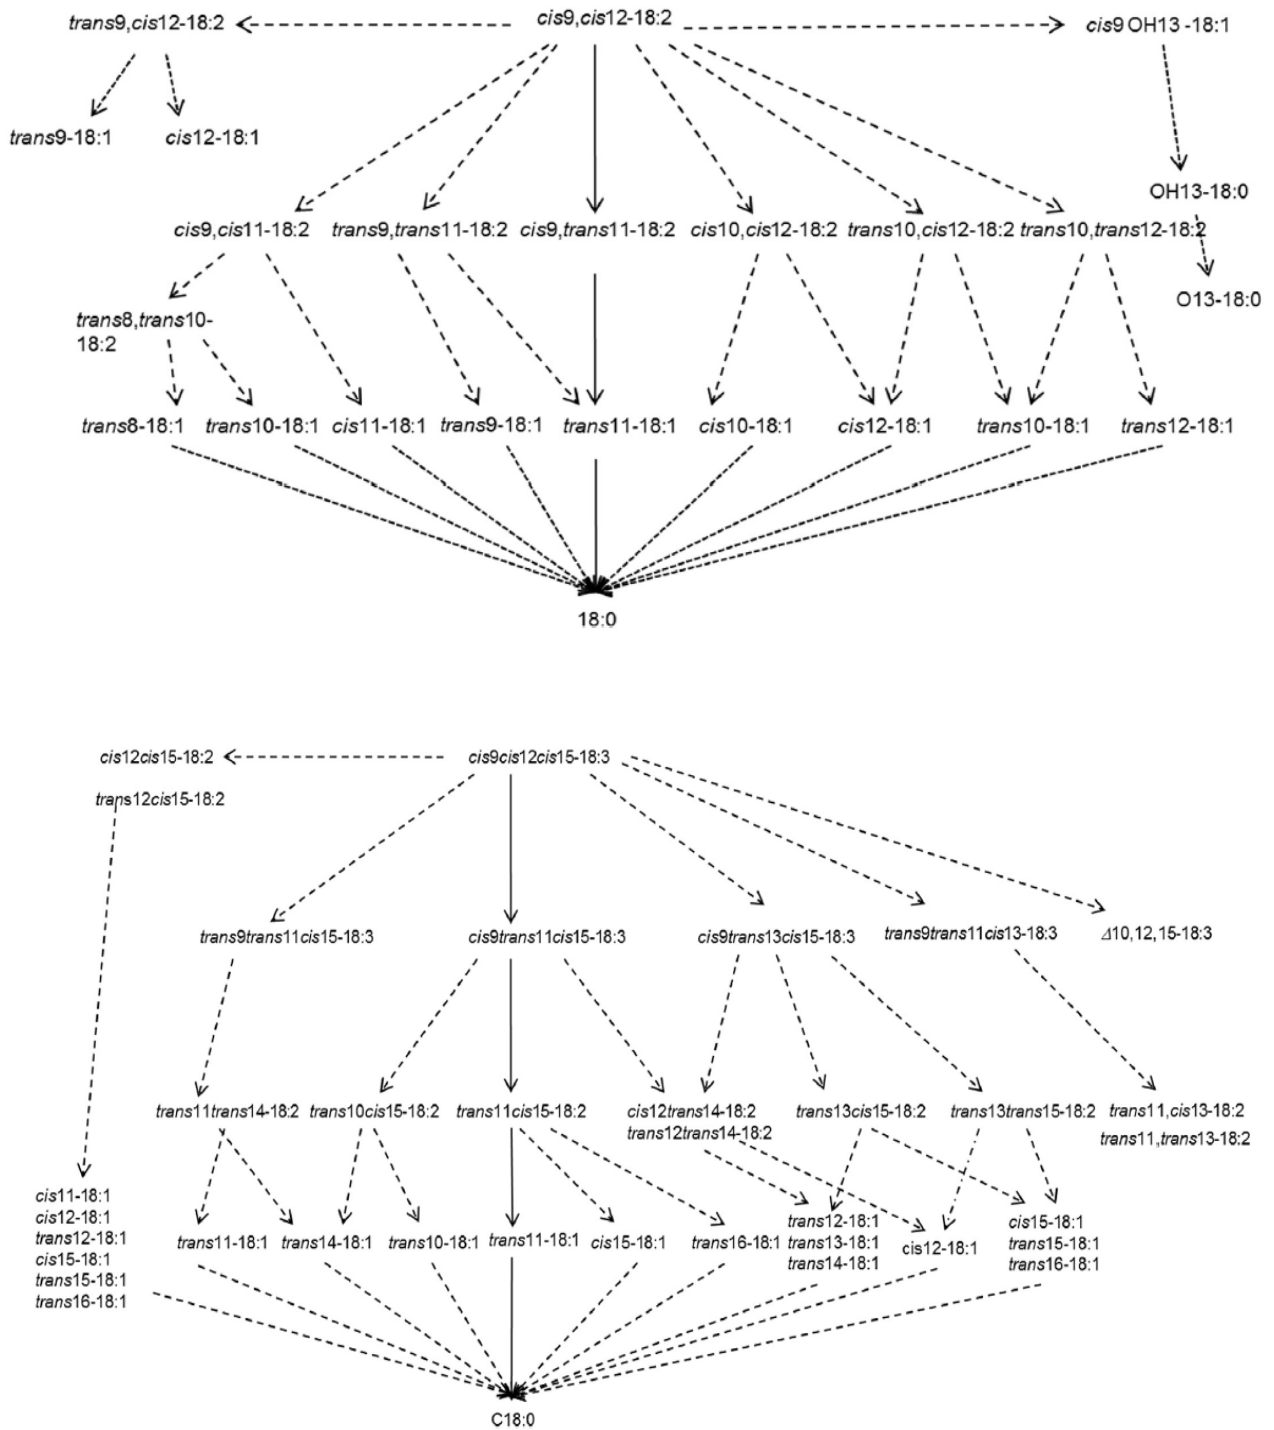 trans9,cis12-18:2
cis9,cis12-18:2
cis9 OH13 -18:1
trans9-18:1
cis12-18:1
OH13-18:0
cis9,cis11-18:2
trans9,trans11-18:2
cis9,trans11-18:2
cis10,cis12-18:2
trans10,cis12-18:2
trans10,trans12-18:2
O13-18:0
trans8,trans10-
18:2
trans8-18:1
trans10-18:1
cis11-18:1
trans9-18:1
trans11-18:1
cis10-18:1
cis12-18:1
trans10-18:1
trans12-18:1
18:0
cis12cis15-18:2
cis9cis12cis15-18:3
trans12cis15-18:2
trans9trans11cis15-18:3
cis9trans11cis15-18:3
cis9trans13cis15-18:3
trans9trans11cis13-18:3
Δ10,12,15-18:3
trans11trans14-18:2
trans10cis15-18:2
trans11cis15-18:2
cis12trans14-18:2
trans12trans14-18:2
trans13cis15-18:2
trans13trans15-18:2
trans11,cis13-18:2
trans11,trans13-18:2
cis11-18:1
cis12-18:1
trans12-18:1
cis15-18:1
trans15-18:1
trans16-18:1
trans11-18:1
trans14-18:1
trans10-18:1
trans11-18:1
cis15-18:1
trans16-18:1
trans12-18:1
trans13-18:1
trans14-18:1
cis12-18:1
cis15-18:1
trans15-18:1
trans16-18:1
C18:0